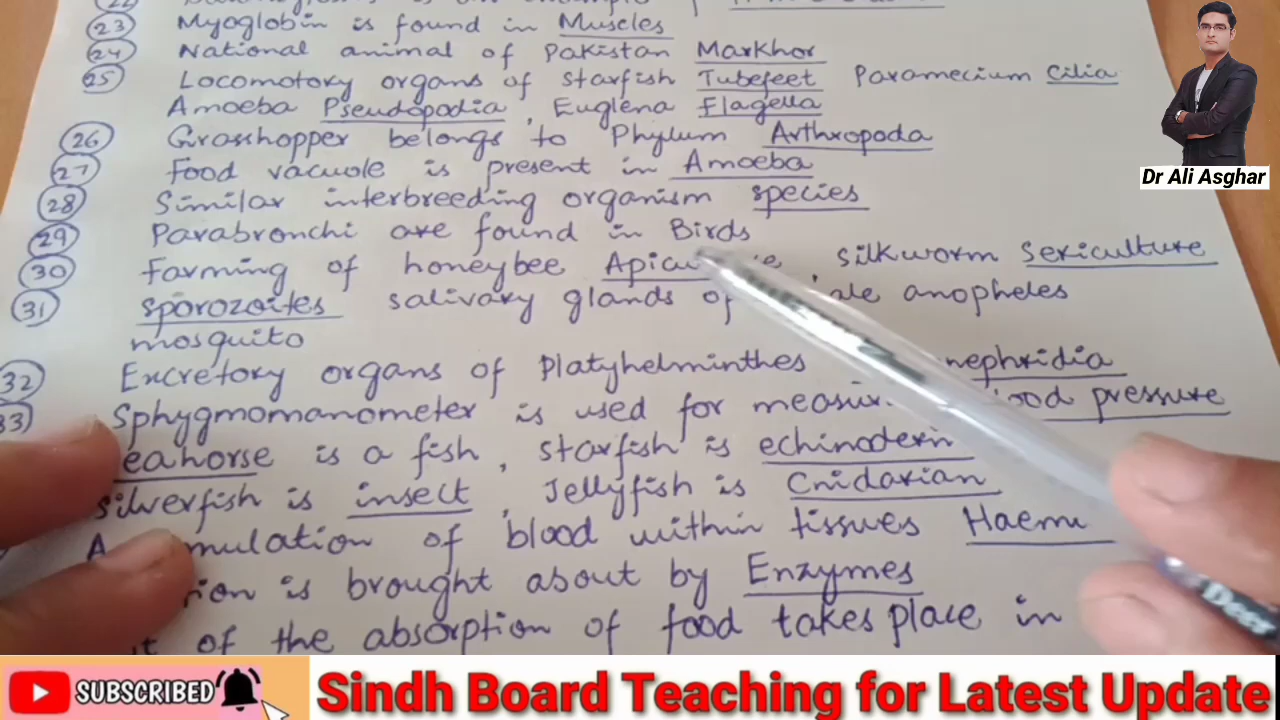 (23) Myoglobin is found in Muscles
(24) National animal of Pakistan Markhor
(25) Locomotory organs of starfish Tubefeet Paramecium Cilia
Amoeba Pseudopodia, Euglena Flagella
(26) Grasshopper belongs to Phylum Arthropoda
(27) Food vacuole is present in Amoeba
(28) Similar interbreeding organism species
(29) Parabronchi are found in Birds
(30) Farming of honeybee, silkworm Sericulture
(31) sporozoites salivary glands of anopheles
mosquito
Excretory organs of Platyhelminthes nephridia
Sphygmomanometer is used for pressure
is a fish, starfish is echinoderm
silverfish is insect, Jellyfish is Cnidarian
of blood within tissues
is brought about by Enzymes
of the absorption of food takes place in
Dr Ali Asghar
SUBSCRIBED
Sindh Board Teaching for Latest Update